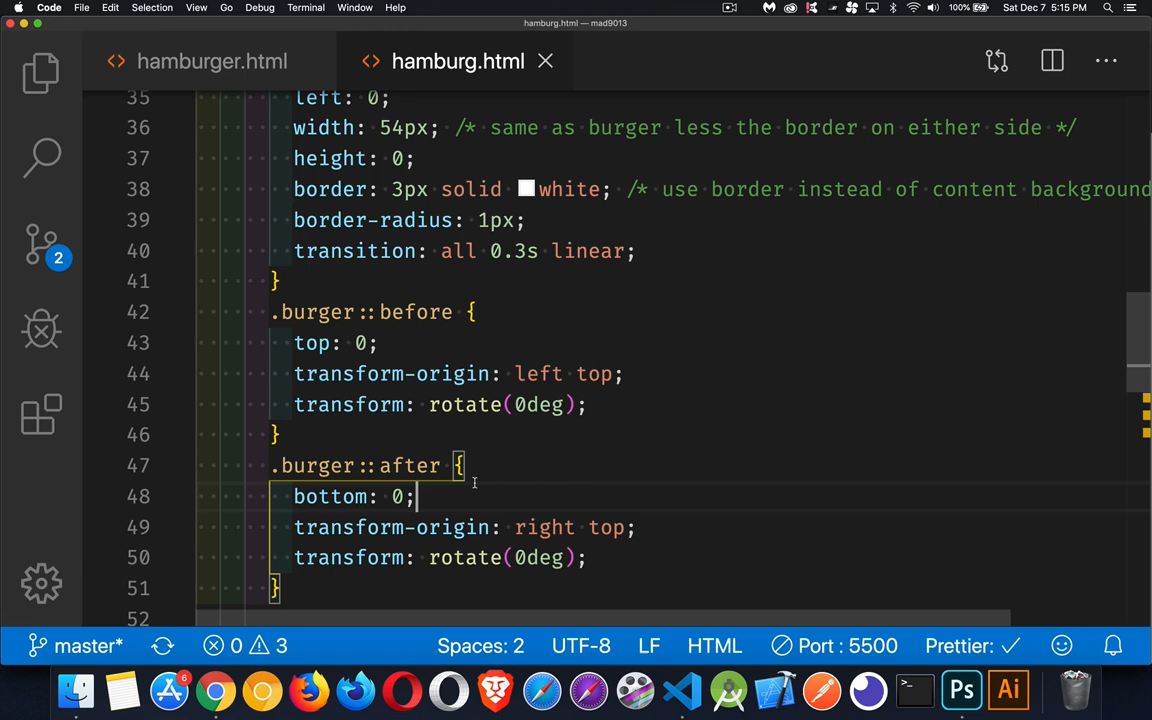 Code File Edit Selection View Go Debug Terminal Window Help 100% Sat Dec 7 5:15 PM
hamburg.html — mad9013
hamburger.html hamburg.html
35 left: 0;
36 width: 54px; /* same as burger less the border on either side */
37 height: 0;
38 border: 3px solid white; /* use border instead of content background
39 border-radius: 1px;
40 transition: all 0.3s linear;
41 }
42 .burger::before {
43 top: 0;
44 transform-origin: left top;
45 transform: rotate(0deg);
46 }
47 .burger::after {
48 bottom: 0;
49 transform-origin: right top;
50 transform: rotate(0deg);
51 }
52
2
master* 0 3 Spaces: 2 UTF-8 LF HTML Port : 5500 Prettier: ✓
6
>_
Ps
Ai